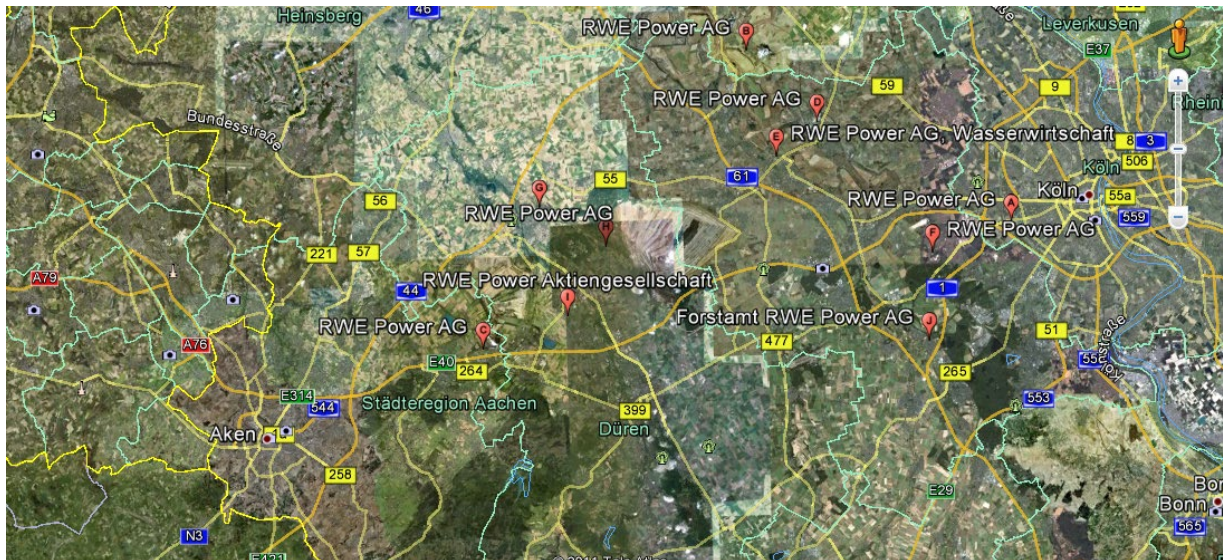 Heinsberg
46
RWE Power AG
B
Leverkusen
E37
RWE Power AG
D
59
9
Bundesstraße
E
RWE Power AG, Wasserwirtschaft
8
3
Köln
506
61
55
G
56
RWE Power AG
A
Köln
55a
559
RWE Power AG
H
F
RWE Power AG
221
57
A79
RWE Power Aktiengesellschaft
44
I
1
Forstamt RWE Power AG
J
RWE Power AG
C
51
A76
E40
477
264
265
E314
544
Städteregion Aachen
553
399
Aken
Düren
258
E29
Bonn
N3
565